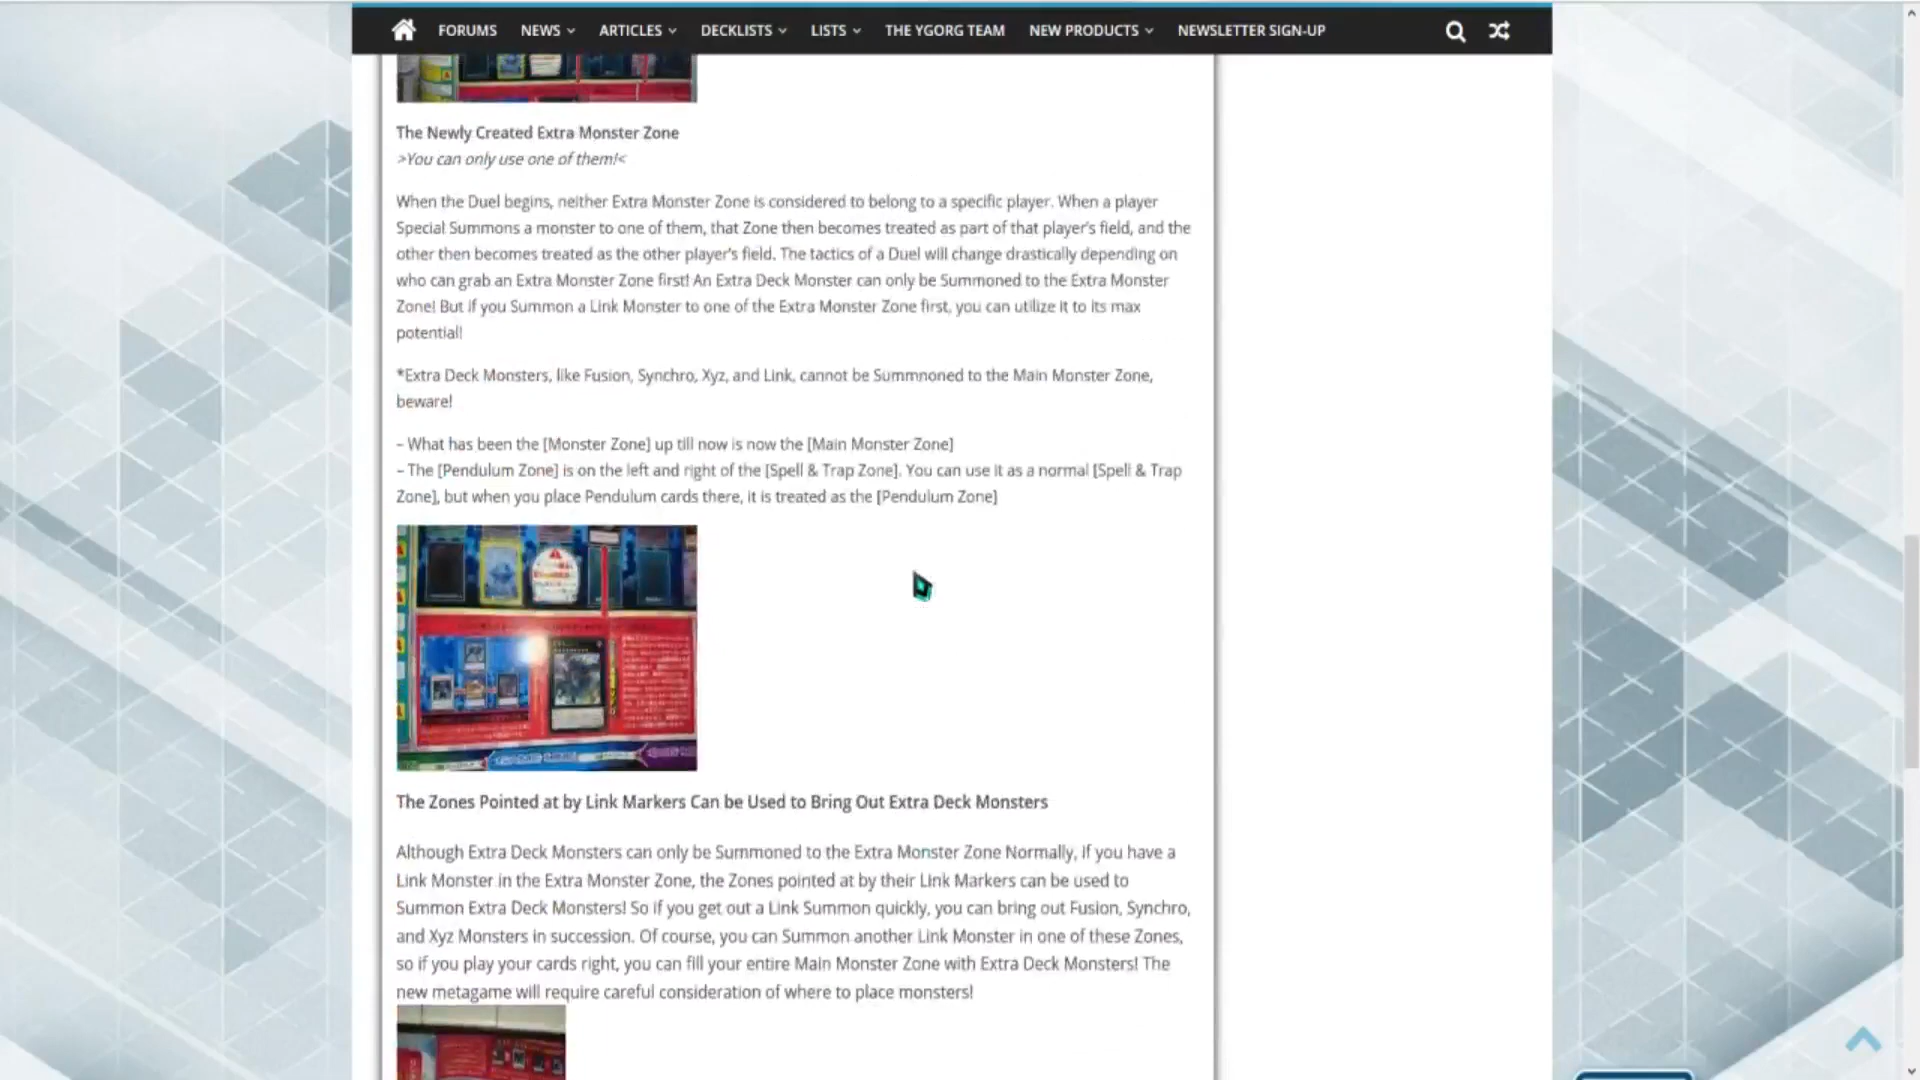 FORUMS NEWS ARTICLES DECKLISTS LISTS THE YGORG TEAM NEW PRODUCTS NEWSLETTER SIGN-UP
The Newly Created Extra Monster Zone
>You can only use one of them!<
When the Duel begins, neither Extra Monster Zone is considered to belong to a specific player. When a player
Special Summons a monster to one of them, that Zone then becomes treated as part of that player's field, and the
other then becomes treated as the other player's field. The tactics of a Duel will change drastically depending on
who can grab an Extra Monster Zone first! An Extra Deck Monster can only be Summoned to the Extra Monster
Zone! But if you Summon a Link Monster to one of the Extra Monster Zone first, you can utilize it to its max
potential!
*Extra Deck Monsters, like Fusion, Synchro, Xyz, and Link, cannot be Summnoned to the Main Monster Zone,
beware!
– What has been the [Monster Zone] up till now is now the [Main Monster Zone]
– The [Pendulum Zone] is on the left and right of the [Spell & Trap Zone]. You can use it as a normal [Spell & Trap
Zone], but when you place Pendulum cards there, it is treated as the [Pendulum Zone]
The Zones Pointed at by Link Markers Can be Used to Bring Out Extra Deck Monsters
Although Extra Deck Monsters can only be Summoned to the Extra Monster Zone Normally, if you have a
Link Monster in the Extra Monster Zone, the Zones pointed at by their Link Markers can be used to
Summon Extra Deck Monsters! So if you get out a Link Summon quickly, you can bring out Fusion, Synchro,
and Xyz Monsters in succession. Of course, you can Summon another Link Monster in one of these Zones,
so if you play your cards right, you can fill your entire Main Monster Zone with Extra Deck Monsters! The
new metagame will require careful consideration of where to place monsters!